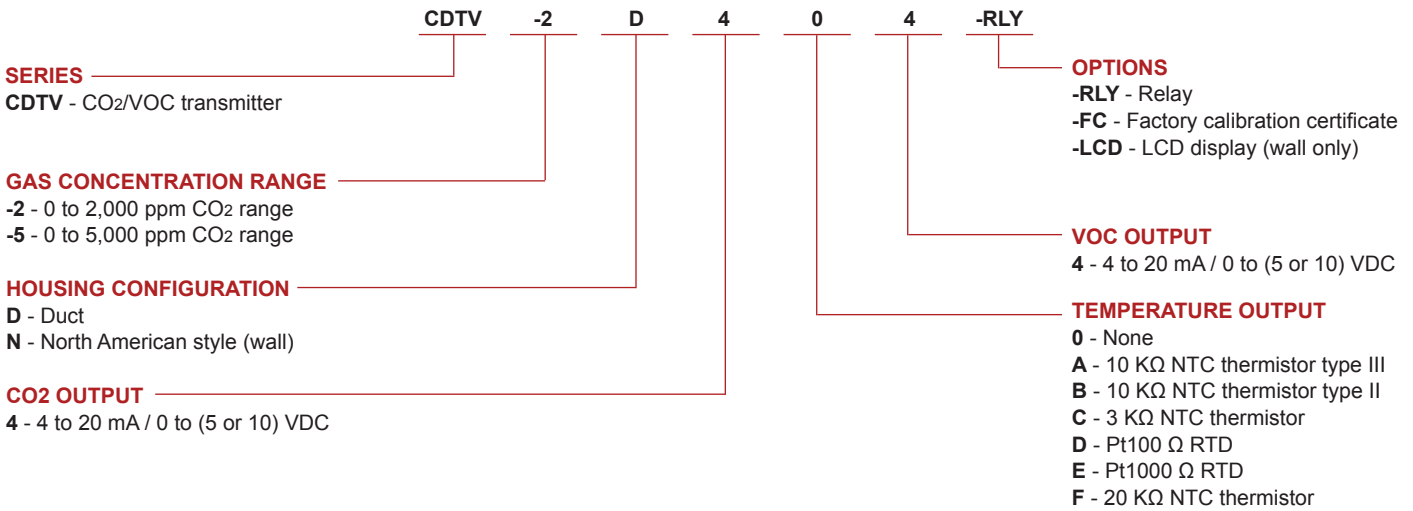 CDTV -2 D 4 0 4 -RLY
SERIES
CDTV - CO2/VOC transmitter
GAS CONCENTRATION RANGE
-2 - 0 to 2,000 ppm CO2 range
-5 - 0 to 5,000 ppm CO2 range
HOUSING CONFIGURATION
D - Duct
N - North American style (wall)
CO2 OUTPUT
4 - 4 to 20 mA / 0 to (5 or 10) VDC
OPTIONS
-RLY - Relay
-FC - Factory calibration certificate
-LCD - LCD display (wall only)
VOC OUTPUT
4 - 4 to 20 mA / 0 to (5 or 10) VDC
TEMPERATURE OUTPUT
0 - None
A - 10 KΩ NTC thermistor type III
B - 10 KΩ NTC thermistor type II
C - 3 KΩ NTC thermistor
D - Pt100 Ω RTD
E - Pt1000 Ω RTD
F - 20 KΩ NTC thermistor